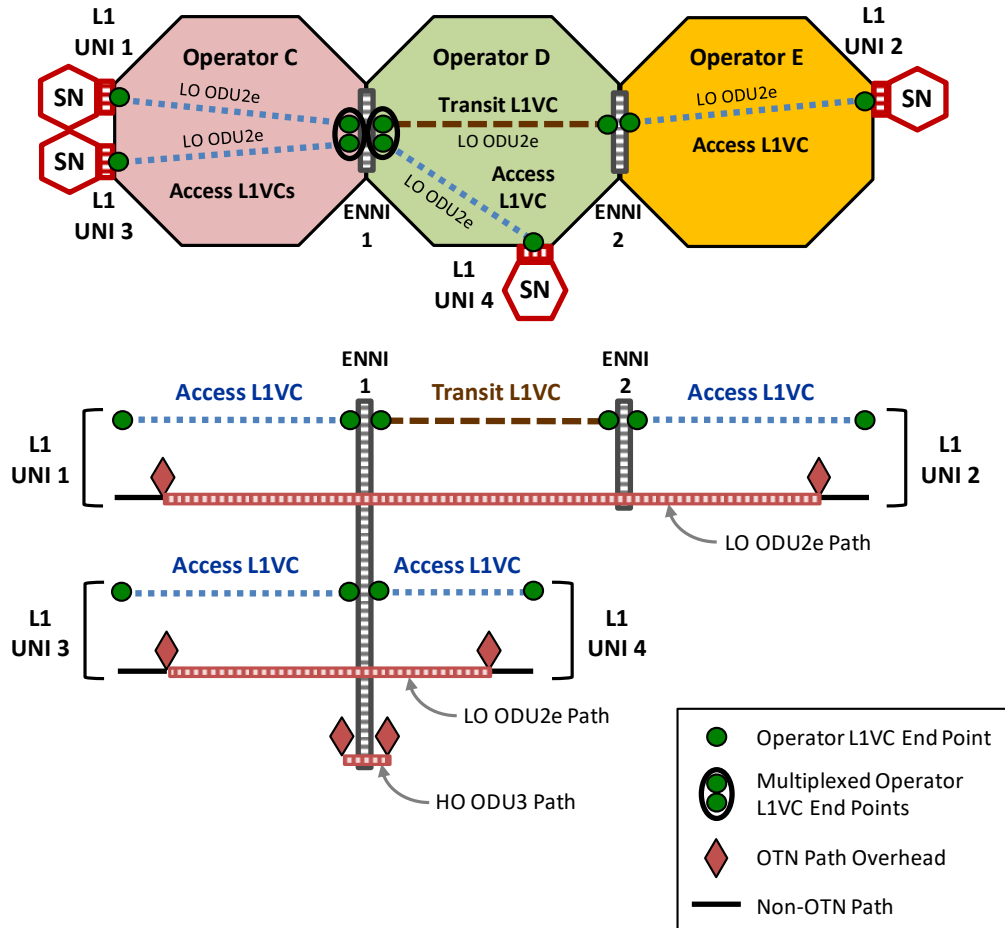 L1
UNI 1
Operator C
Operator D
Operator E
L1
UNI 2
SN
SN
SN
LO ODU2e
LO ODU2e
Transit L1VC
LO ODU2e
LO ODU2e
Access L1VC
Access L1VCs
Access
L1VC
LO ODU2e
L1
UNI 3
ENNI
1
ENNI
2
L1
UNI 4
SN
ENNI
1
ENNI
2
Access L1VC
Transit L1VC
Access L1VC
L1
UNI 1
L1
UNI 2
LO ODU2e Path
Access L1VC
Access L1VC
L1
UNI 3
L1
UNI 4
LO ODU2e Path
HO ODU3 Path
Operator L1VC End Point
Multiplexed Operator
L1VC End Points
OTN Path Overhead
Non-OTN Path